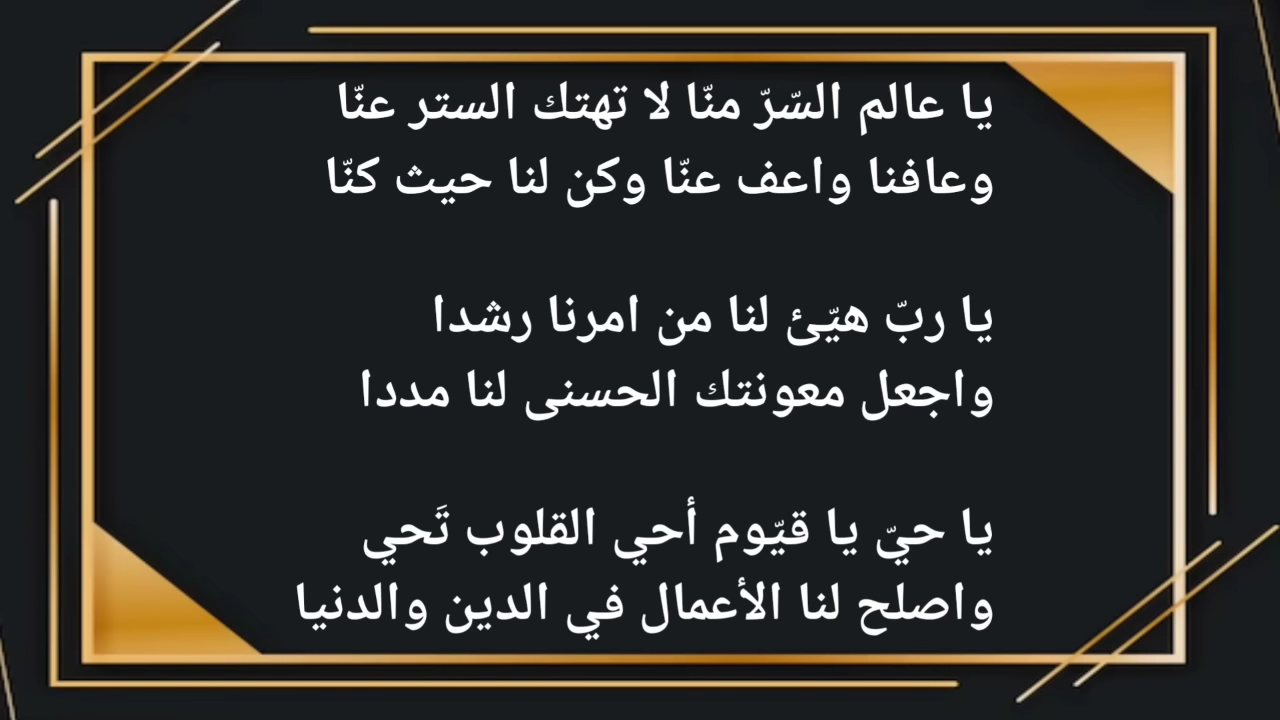 يا عالم السّرّ منّا لا تهتك الستر عنّا
وعافنا واعف عنّا وكن لنا حيث كنّا
يا ربّ هيّئ لنا من امرنا رشدا
واجعل معونتك الحسنى لنا مددا
يا حيّ يا قيّوم أحي القلوب تَحي
واصلح لنا الأعمال في الدين والدنيا